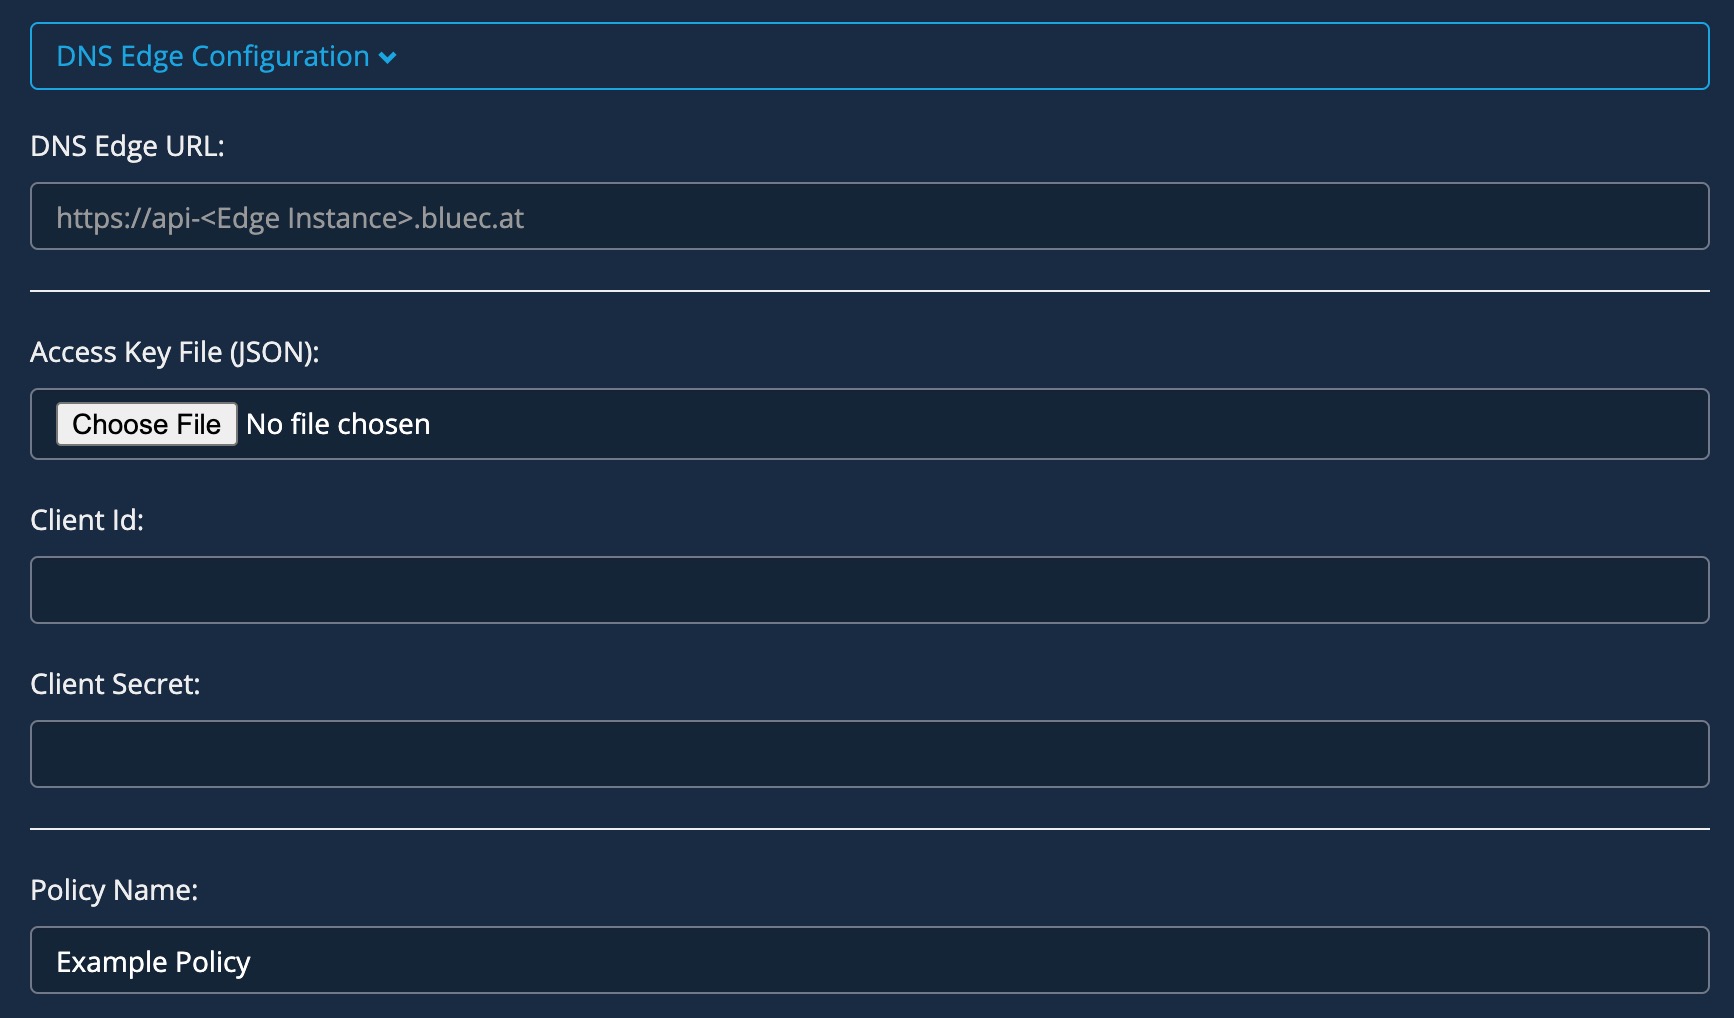 DNS Edge Configuration
DNS Edge URL:
https://api-<Edge Instance>.bluec.at
Access Key File (JSON):
Choose File No file chosen
Client Id:
Client Secret:
Policy Name:
Example Policy